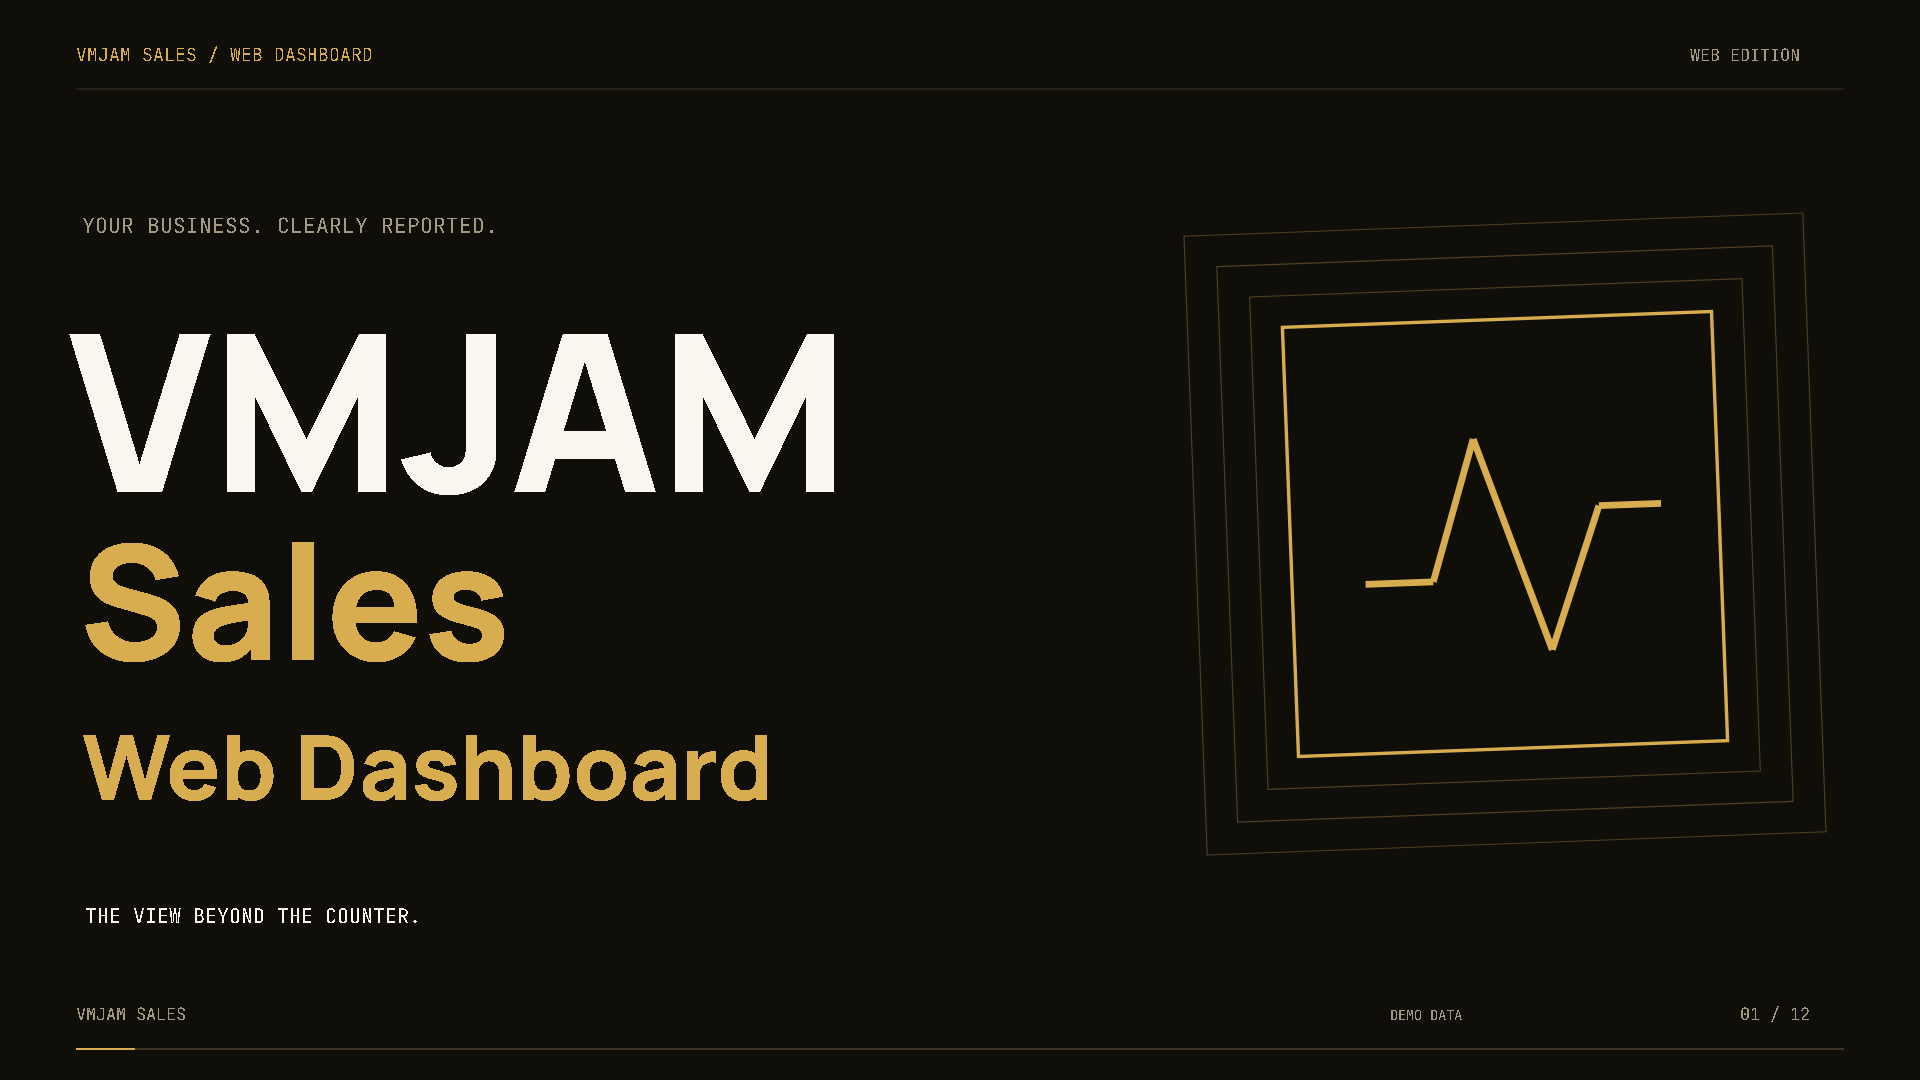 VMJAM SALES / WEB DASHBOARD
WEB EDITION
YOUR BUSINESS. CLEARLY REPORTED.
VMJAM
Sales
Web Dashboard
THE VIEW BEYOND THE COUNTER.
VMJAM SALES
DEMO DATA
01 / 12